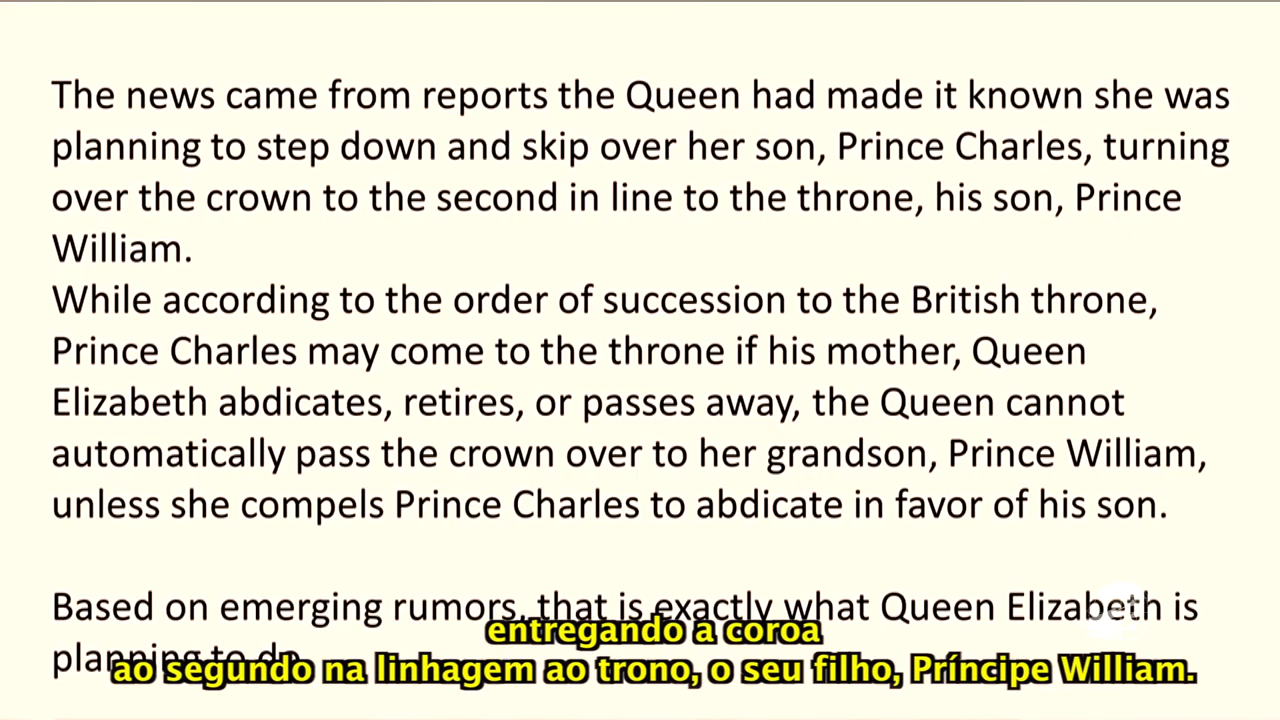 The news came from reports the Queen had made it known she was
planning to step down and skip over her son, Prince Charles, turning
over the crown to the second in line to the throne, his son, Prince
William.
While according to the order of succession to the British throne,
Prince Charles may come to the throne if his mother, Queen
Elizabeth abdicates, retires, or passes away, the Queen cannot
automatically pass the crown over to her grandson, Prince William,
unless she compels Prince Charles to abdicate in favor of his son.
Based on emerging rumors, that is exactly what Queen Elizabeth is
planning to do.
entregando a coroa
ao segundo na linhagem ao trono, o seu filho, Príncipe William.